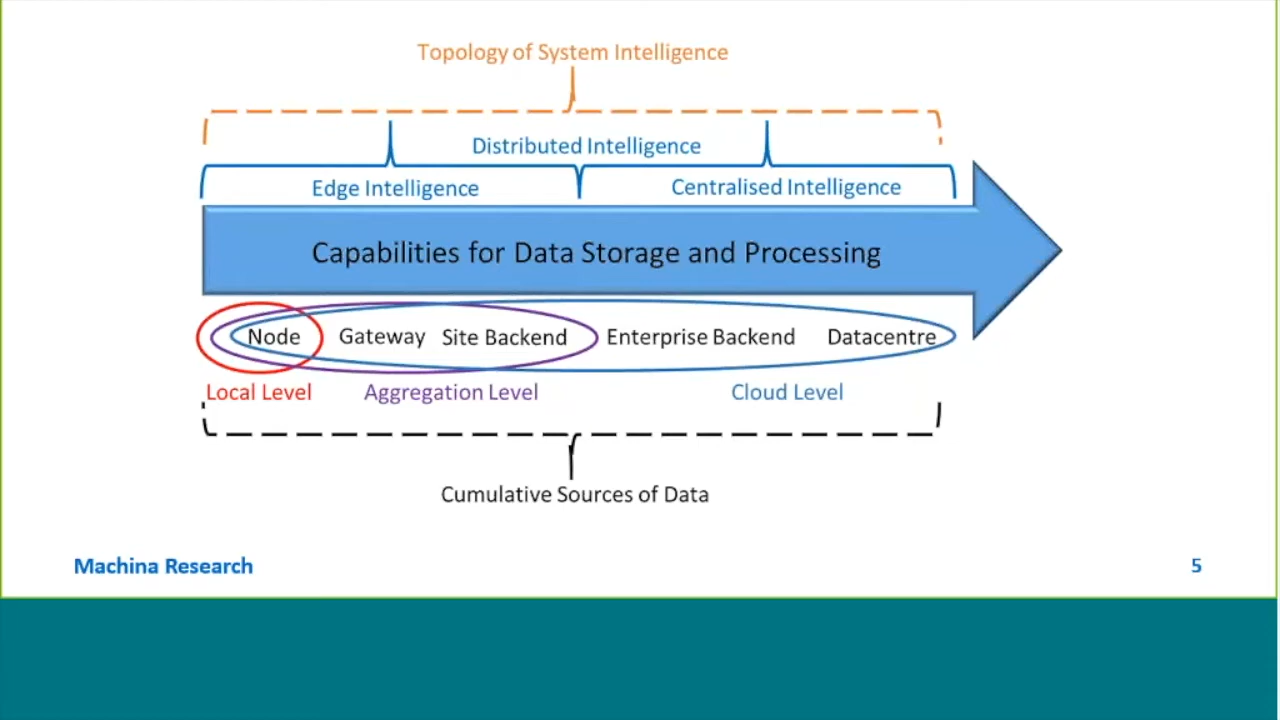 Topology of System Intelligence
Distributed Intelligence
Edge Intelligence
Centralised Intelligence
Capabilities for Data Storage and Processing
Node Gateway Site Backend Enterprise Backend Datacentre
Local Level Aggregation Level Cloud Level
Cumulative Sources of Data
Machina Research
5